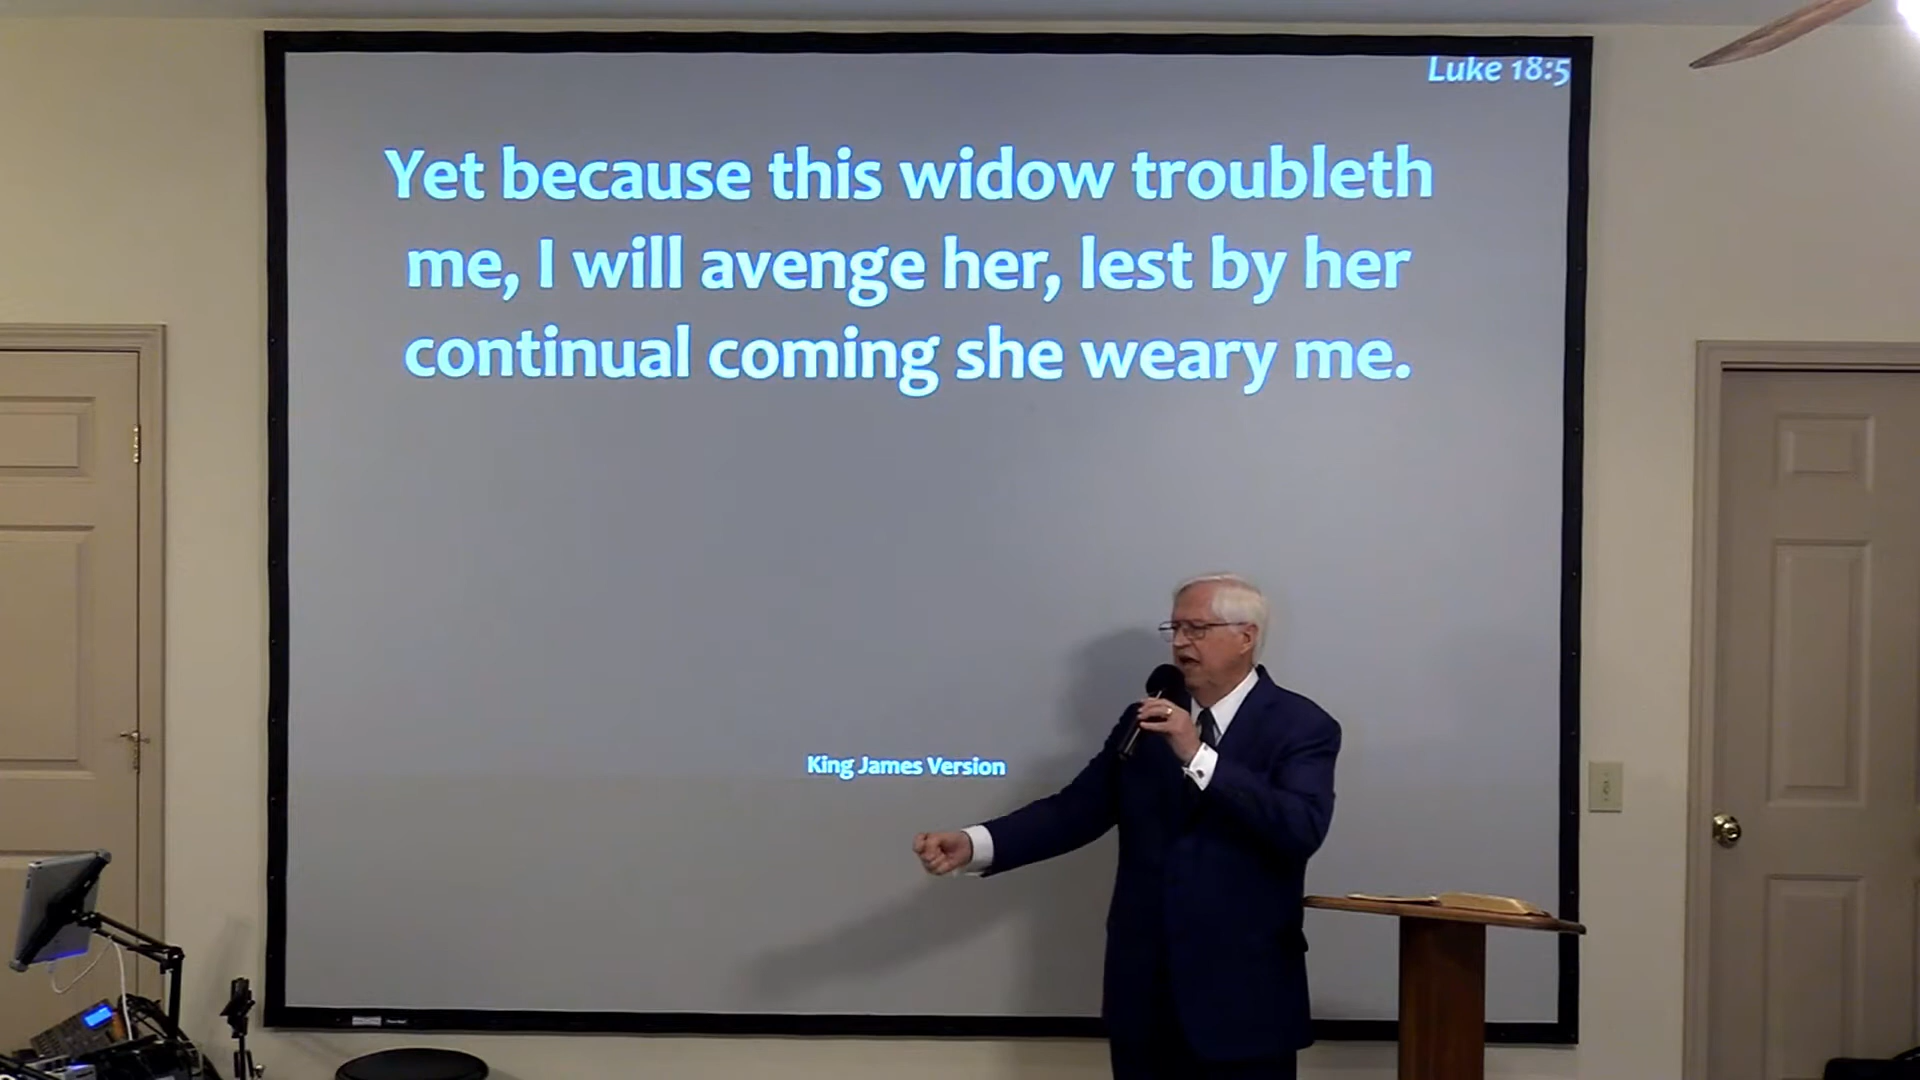 Luke 18:5
Yet because this widow troubleth
me, I will avenge her, lest by her
continual coming she weary me.
King James Version